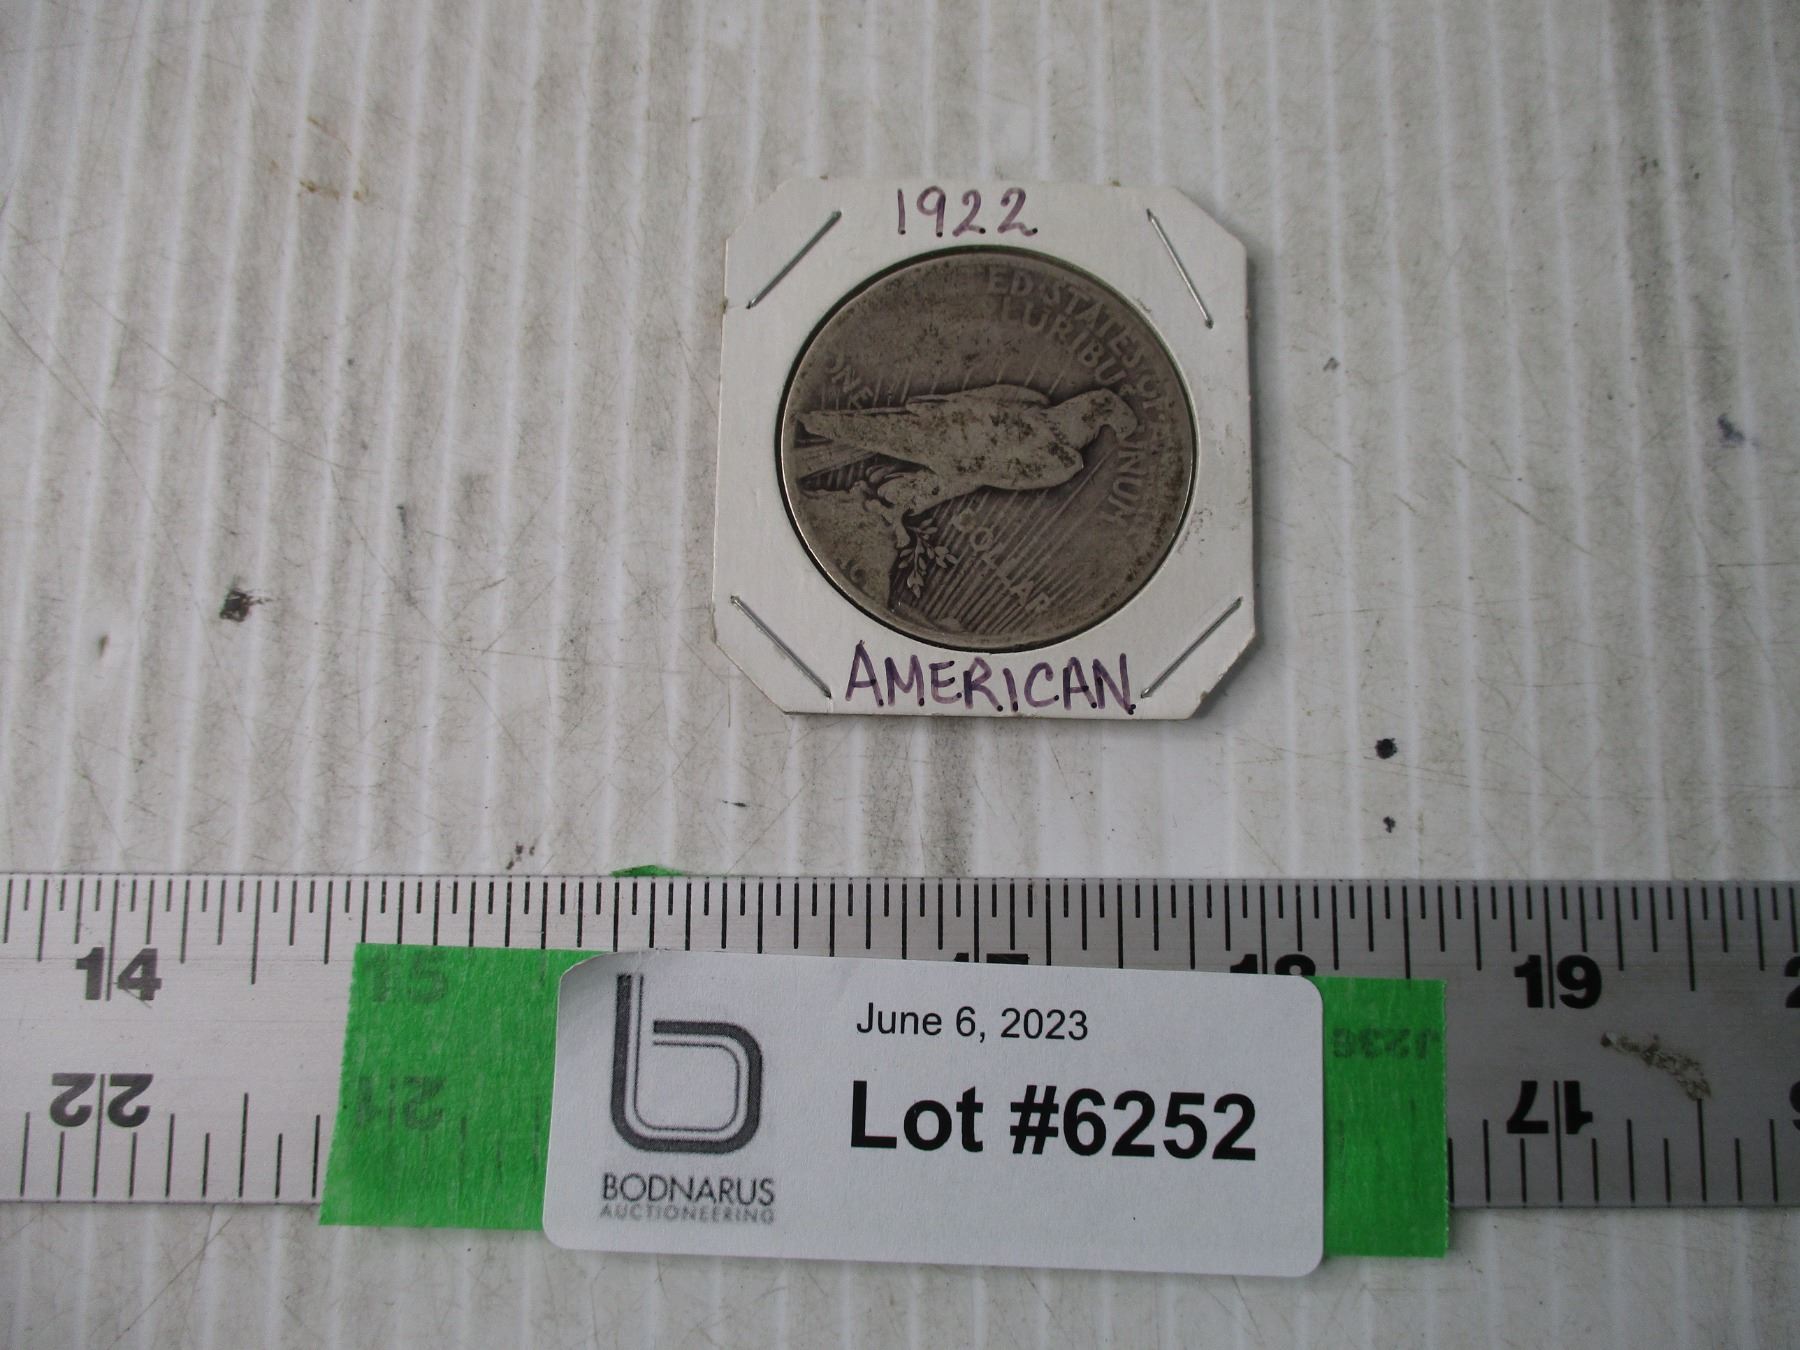 1922
ED·STATES·OF
LURIBU
UNUM
ONE
DOLLAR
AMERICAN
14
15
18
19
June 6, 2023
Lot #6252
BODNARUS
AUCTIONEERING
22
21
17